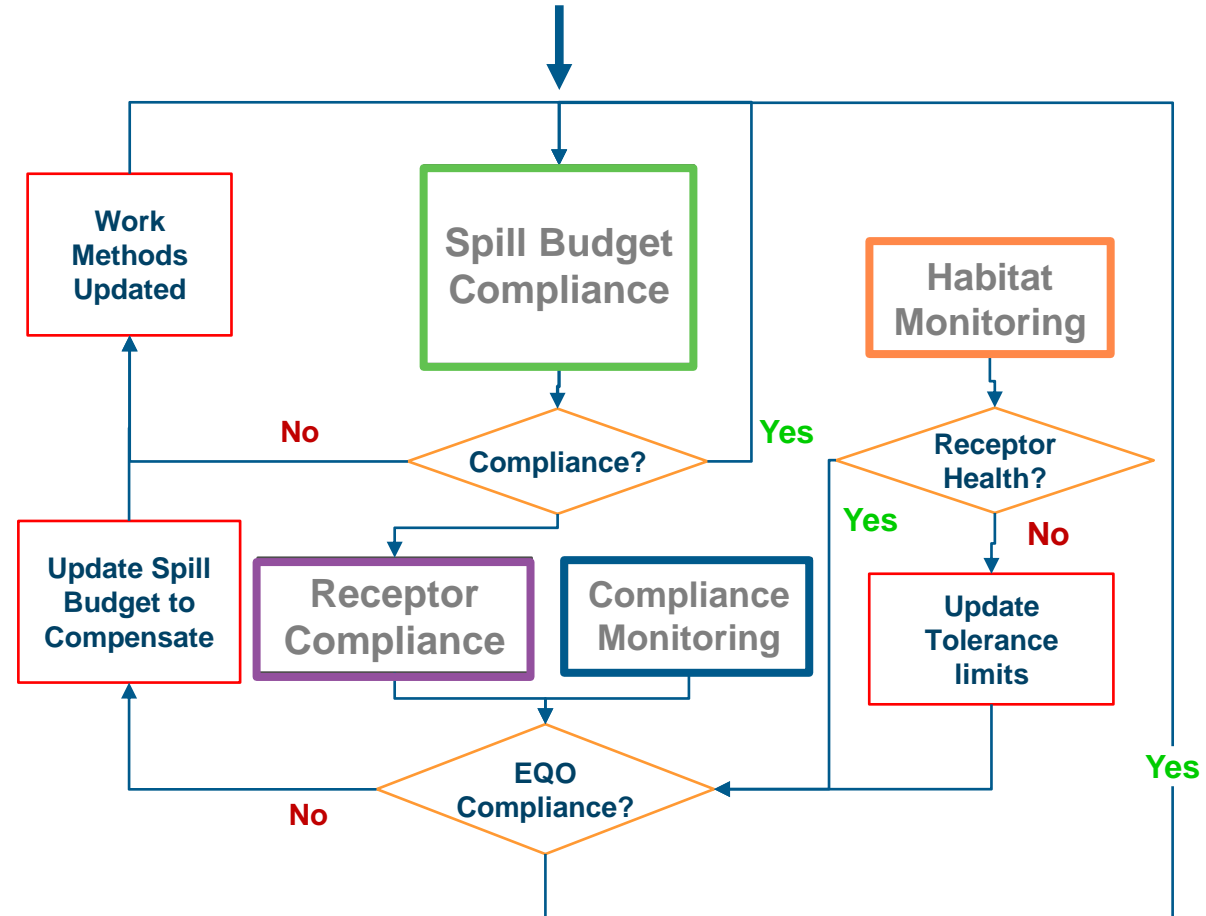 Work
Methods
Updated
Spill Budget
Compliance
Habitat
Monitoring
No
Compliance?
Yes
Receptor
Health?
Yes
No
Update Spill
Budget to
Compensate
Receptor
Compliance
Compliance
Monitoring
Update
Tolerance
limits
EQO
Compliance?
No
Yes